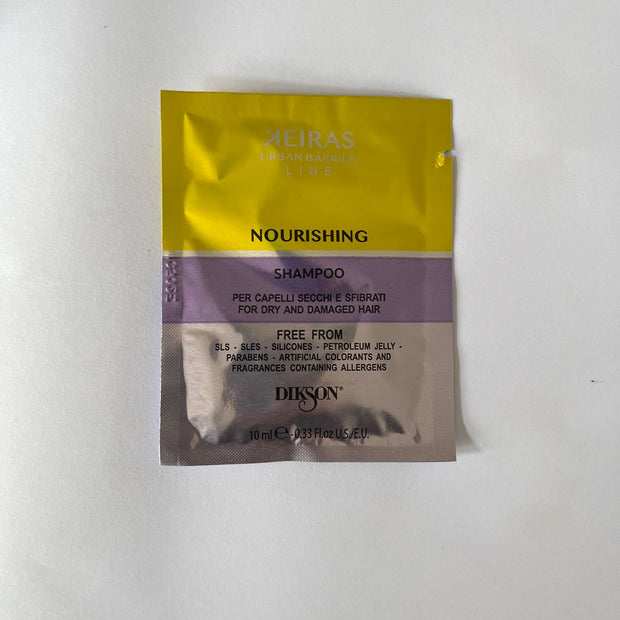 KEIRAS
URBAN BARRIER
LINE
NOURISHING
SHAMPOO
PER CAPELLI SECCHI E SFIBRATI
FOR DRY AND DAMAGED HAIR
FREE FROM
SLS - SLES - SILICONES - PETROLEUM JELLY -
PARABENS - ARTIFICIAL COLORANTS AND
FRAGRANCES CONTAINING ALLERGENS
DIKSON®
10 ml ℮ -0.33 Fl.oz U.S./E.U.